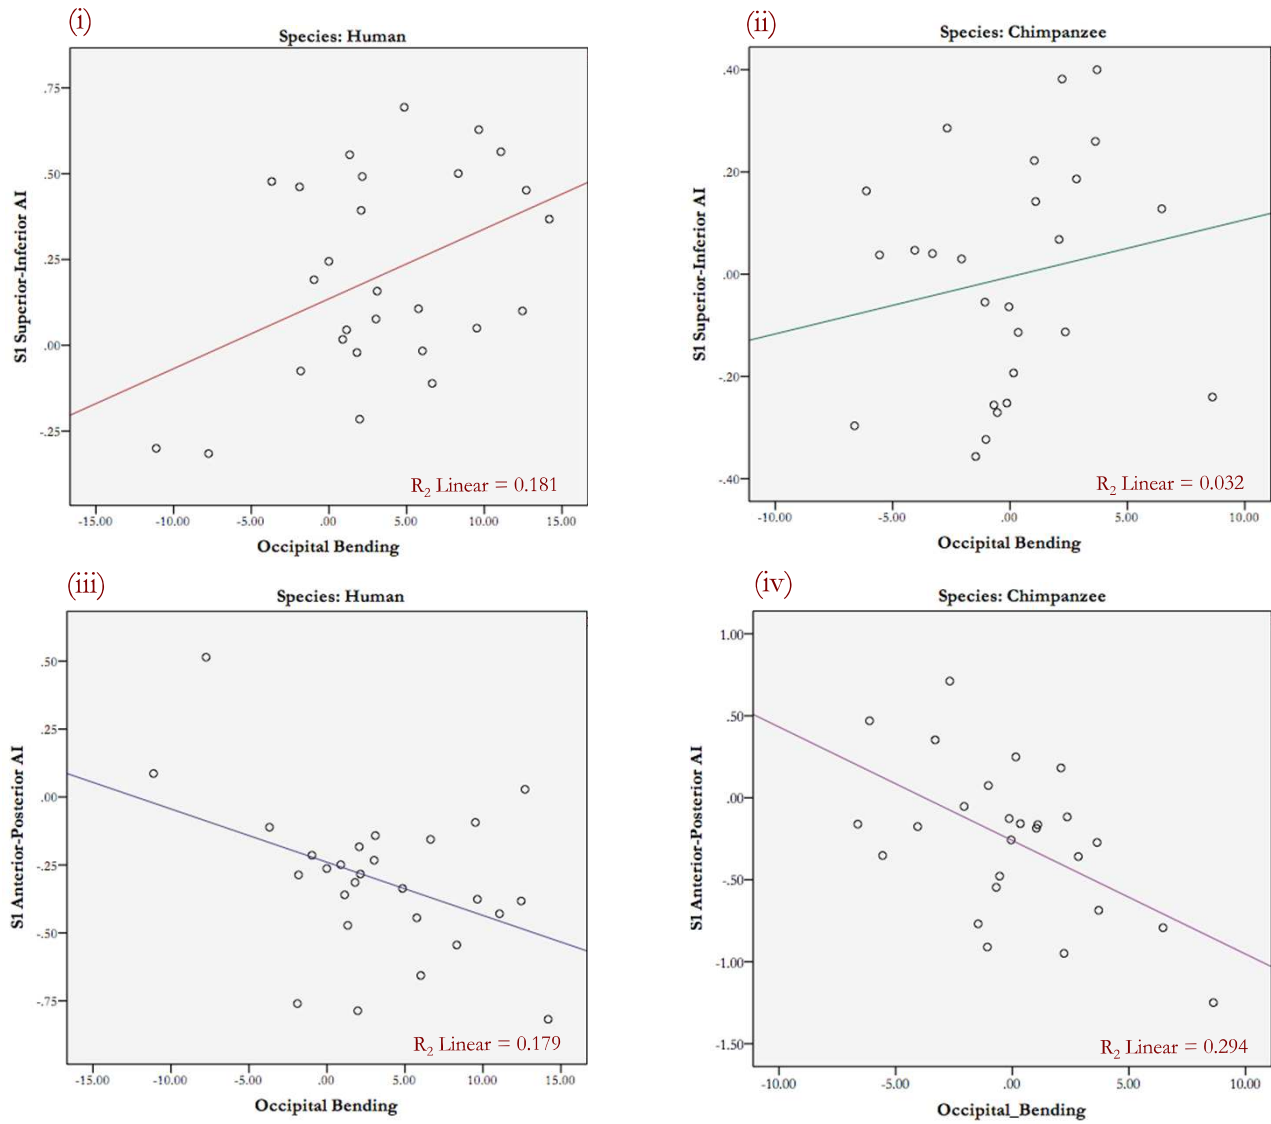 (i)
Species: Human
S1 Superior-Inferior AI
.75
.50
.25
.00
-.25
R₂ Linear = 0.181
-15.00 -10.00 -5.00 .00 5.00 10.00 15.00
Occipital Bending
(ii)
Species: Chimpanzee
S1 Superior-Inferior AI
.40
.20
.00
-.20
-.40
R₂ Linear = 0.032
-10.00 -5.00 .00 5.00 10.00
Occipital Bending
(iii)
Species: Human
S1 Anterior-Posterior AI
.50
.25
.00
-.25
-.50
-.75
R₂ Linear = 0.179
-15.00 -10.00 -5.00 .00 5.00 10.00 15.00
Occipital Bending
(iv)
Species: Chimpanzee
S1 Anterior-Posterior AI
1.00
.50
.00
-.50
-1.00
-1.50
R₂ Linear = 0.294
-10.00 -5.00 .00 5.00 10.00
Occipital_Bending